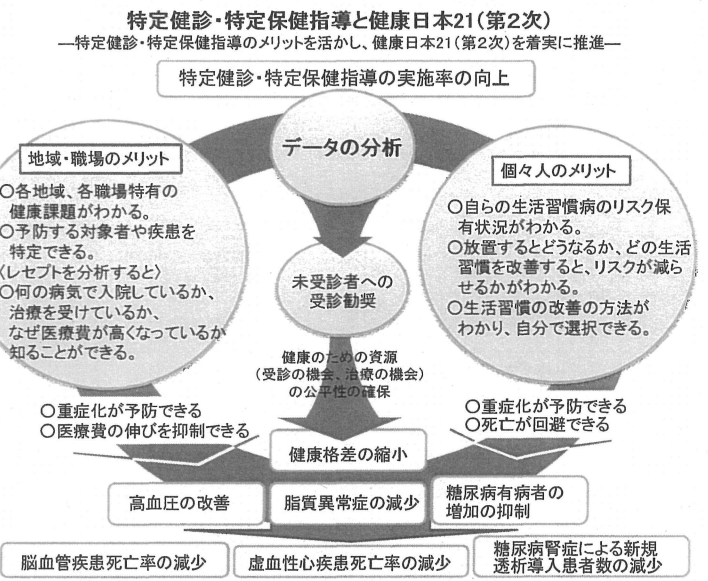 特定健診・特定保健指導と健康日本21(第2次)
―特定健診・特定保健指導のメリットを活かし、健康日本21(第2次)を着実に推進―
特定健診・特定保健指導の実施率の向上
データの分析
地域・職場のメリット
○各地域、各職場特有の
健康課題がわかる。
○予防する対象者や疾患を
特定できる。
〈レセプトを分析すると〉
○何の病気で入院しているか、
治療を受けているか、
なぜ医療費が高くなっているか
知ることができる。
個々人のメリット
○自らの生活習慣病のリスク保
有状況がわかる。
○放置するとどうなるか、どの生活
習慣を改善すると、リスクが減ら
せるかがわかる。
○生活習慣の改善の方法が
わかり、自分で選択できる。
未受診者への
受診勧奨
健康のための資源
(受診の機会、治療の機会)
の公平性の確保
○重症化が予防できる
○医療費の伸びを抑制できる
○重症化が予防できる
○死亡が回避できる
健康格差の縮小
高血圧の改善
脂質異常症の減少
糖尿病有病者の
増加の抑制
脳血管疾患死亡率の減少
虚血性心疾患死亡率の減少
糖尿病腎症による新規
透析導入患者数の減少